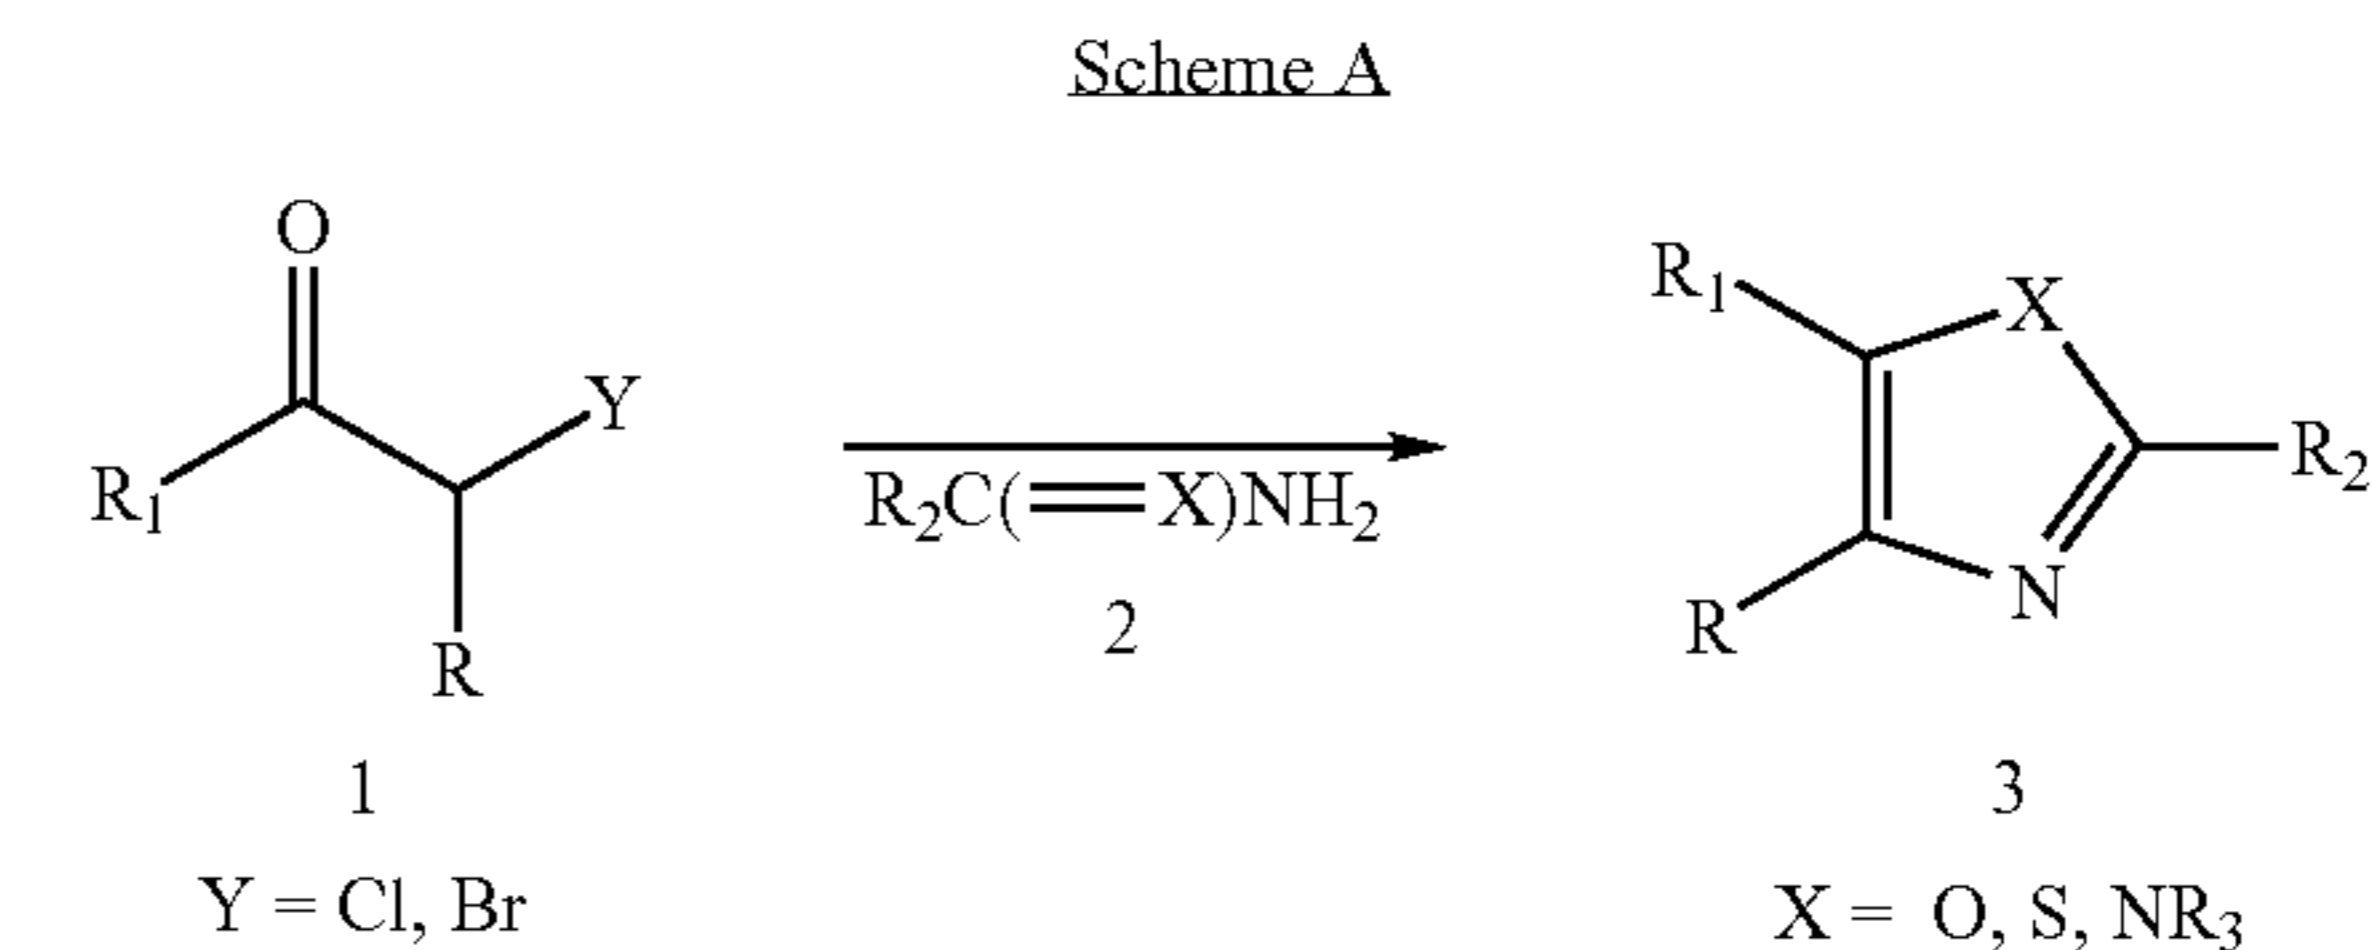 Scheme A
O
Y
R₁
R
1
Y = Cl, Br
R₂C(=X)NH₂
2
R₁
X
R₂
N
R
3
X = O, S, NR₃